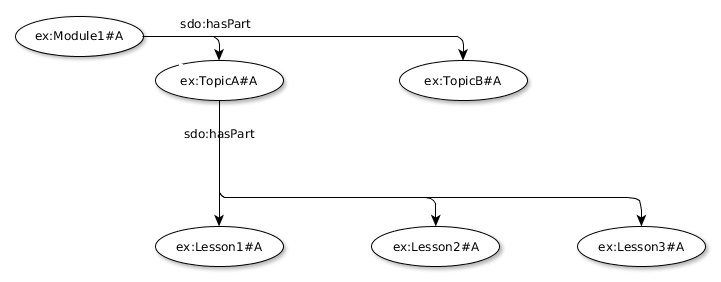 sdo:hasPart
ex:Module1#A
ex:TopicA#A
ex:TopicB#A
sdo:hasPart
ex:Lesson1#A
ex:Lesson2#A
ex:Lesson3#A